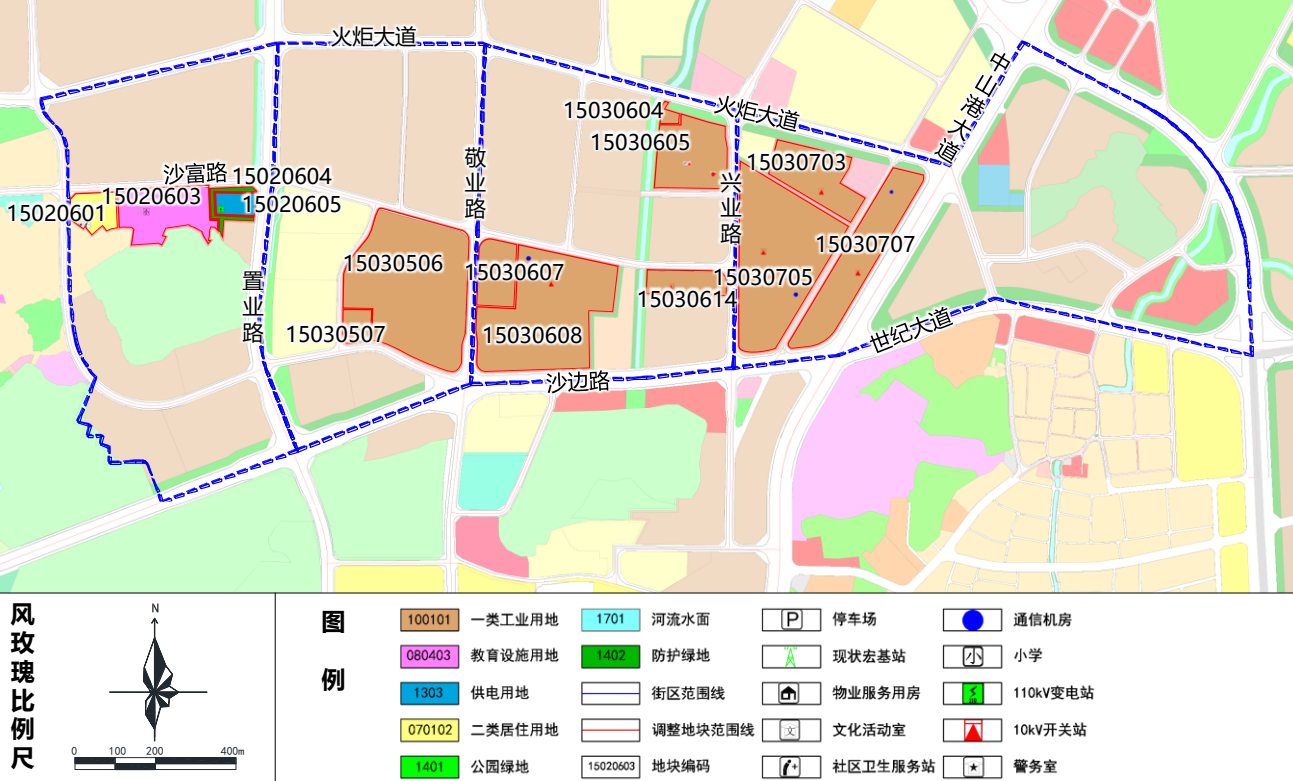 火炬大道
中山港大道
15030604
火炬大道
15030605
敬业路
15030703
沙富路
15020604
兴业路
15020603
15020605
15020601
15030707
15030506
15030607
15030705
置业路
15030614
15030507
15030608
世纪大道
沙边路
风玫瑰比例尺
N
0 100 200 400m
图例
100101 一类工业用地
1701 河流水面
P 停车场
通信机房
080403 教育设施用地
1402 防护绿地
现状宏基站
小 小学
1303 供电用地
街区范围线
物业服务用房
110kV变电站
070102 二类居住用地
调整地块范围线
文 文化活动室
10kV开关站
1401 公园绿地
15020603 地块编码
社区卫生服务站
警务室